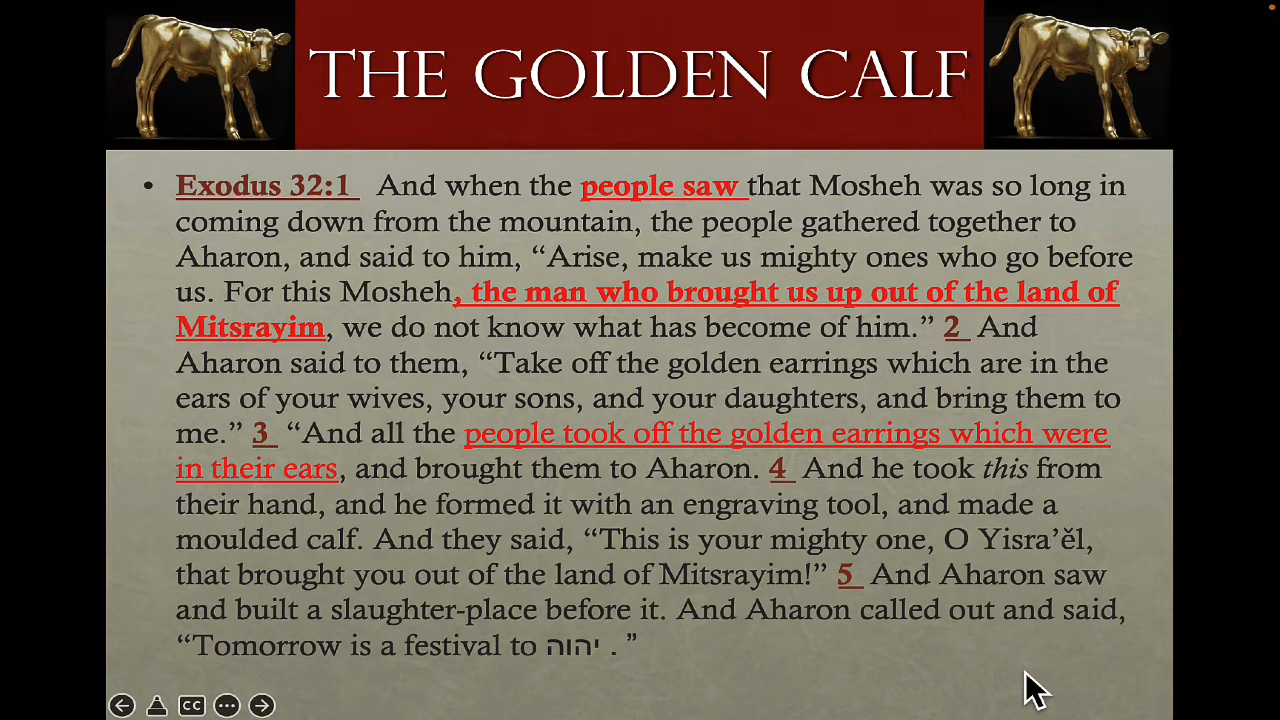 THE GOLDEN CALF
• Exodus 32:1 And when the people saw that Mosheh was so long in
coming down from the mountain, the people gathered together to
Aharon, and said to him, “Arise, make us mighty ones who go before
us. For this Mosheh, the man who brought us up out of the land of
Mitsrayim, we do not know what has become of him.” 2 And
Aharon said to them, “Take off the golden earrings which are in the
ears of your wives, your sons, and your daughters, and bring them to
me.” 3 “And all the people took off the golden earrings which were
in their ears, and brought them to Aharon. 4 And he took this from
their hand, and he formed it with an engraving tool, and made a
moulded calf. And they said, “This is your mighty one, O Yisra’ĕl,
that brought you out of the land of Mitsrayim!” 5 And Aharon saw
and built a slaughter-place before it. And Aharon called out and said,
“Tomorrow is a festival to יהוה . ”
CC